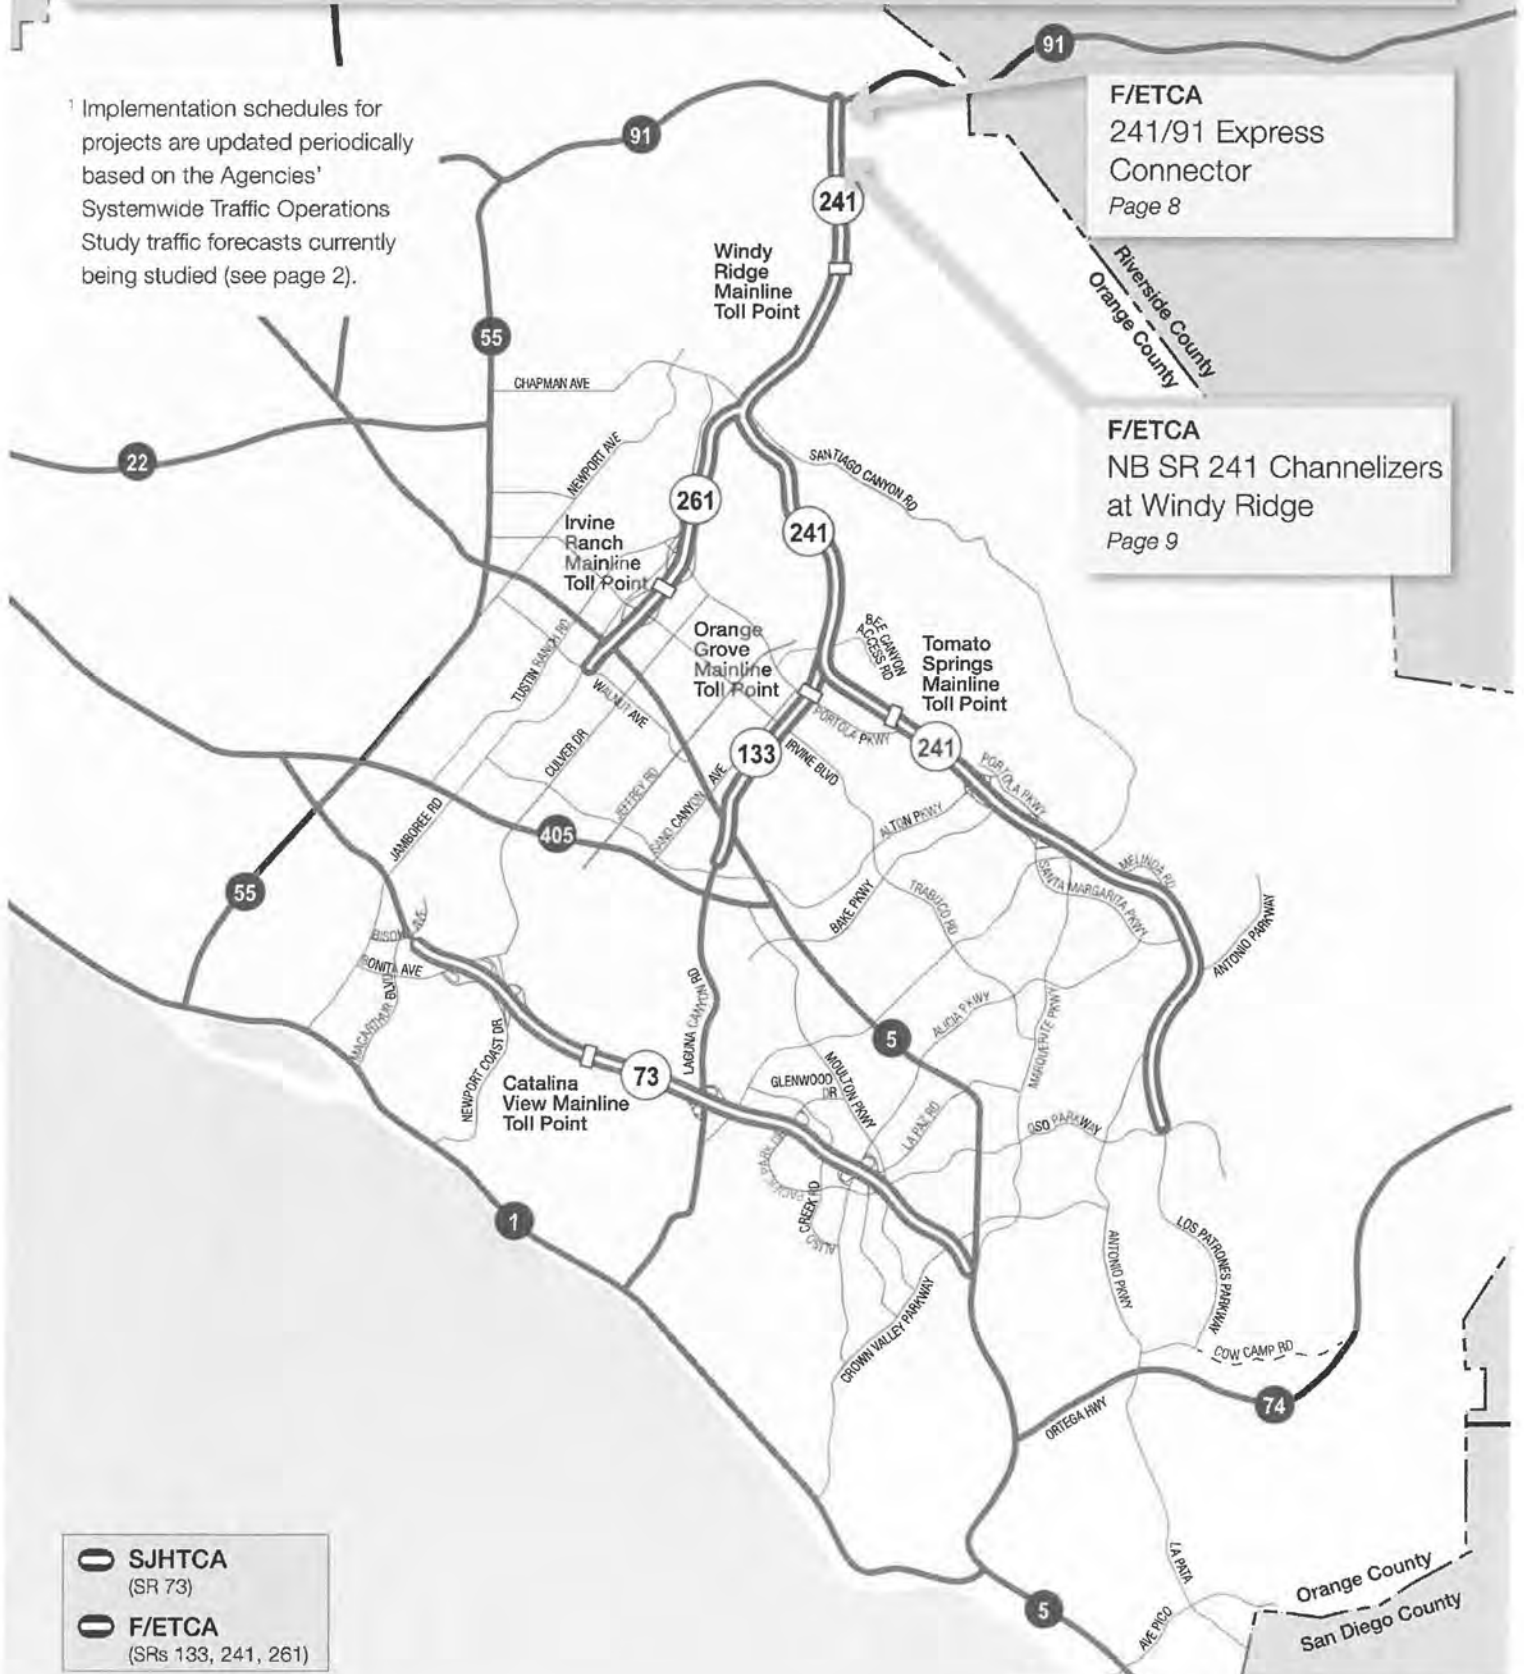 91
1 Implementation schedules for
projects are updated periodically
based on the Agencies'
Systemwide Traffic Operations
Study traffic forecasts currently
being studied (see page 2).
91
F/ETCA
241/91 Express
Connector
Page 8
241
Windy
Ridge
Mainline
Toll Point
Riverside County
Orange County
55
CHAPMAN AVE
F/ETCA
NB SR 241 Channelizers
at Windy Ridge
Page 9
22
NEWPORT AVE
SANTIAGO CANYON RD
261
241
Irvine
Ranch
Mainline
Toll Point
Orange
Grove
Mainline
Toll Point
BEE CANYON
ACCESS RD
Tomato
Springs
Mainline
Toll Point
TUSTIN RANCH RD
WALNUT AVE
PORTOLA PKWY
133
241
IRVINE BLVD
CULVER DR
JEFFREY RD
SAND CANYON AVE
PORTOLA PKWY
JAMBOREE RD
405
ALTON PKWY
55
MELINDA RD
SANTA MARGARITA PKWY
BAKE PKWY
TRABUCO RD
ANTONIO PARKWAY
BISON AVE
BONITA AVE
MACARTHUR BLVD
LAGUNA CANYON RD
NEWPORT COAST DR
ALICIA PKWY
MARGUERITE PKWY
5
Catalina
View Mainline
Toll Point
73
GLENWOOD
DR
MOULTON PKWY
LA PAZ RD
OSO PARKWAY
PACIFIC PARK DR
ALISO CREEK RD
1
LOS PATRONES PARKWAY
ANTONIO PKWY
CROWN VALLEY PARKWAY
COW CAMP RD
74
ORTEGA HWY
LA PATA
AVE PICO
5
Orange County
San Diego County
SJHTCA
(SR 73)
F/ETCA
(SRs 133, 241, 261)